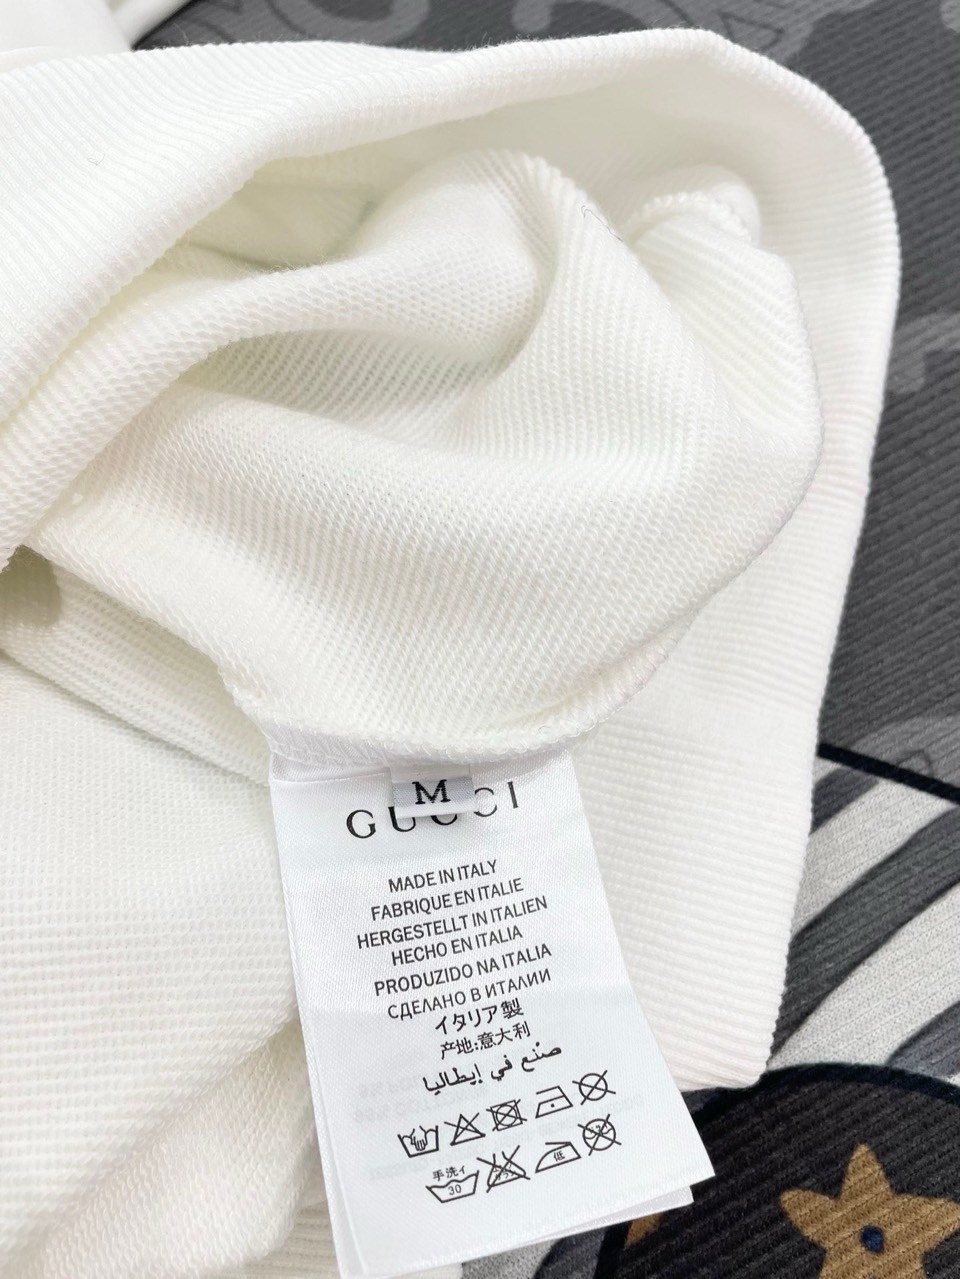 M
GUCCI
MADE IN ITALY
FABRIQUE EN ITALIE
HERGESTELLT IN ITALIEN
HECHO EN ITALIA
PRODUZIDO NA ITALIA
СДЕЛАНО В ИТАЛИИ
イタリア製
产地:意大利
صنع في إيطاليا
手洗イ
30
低